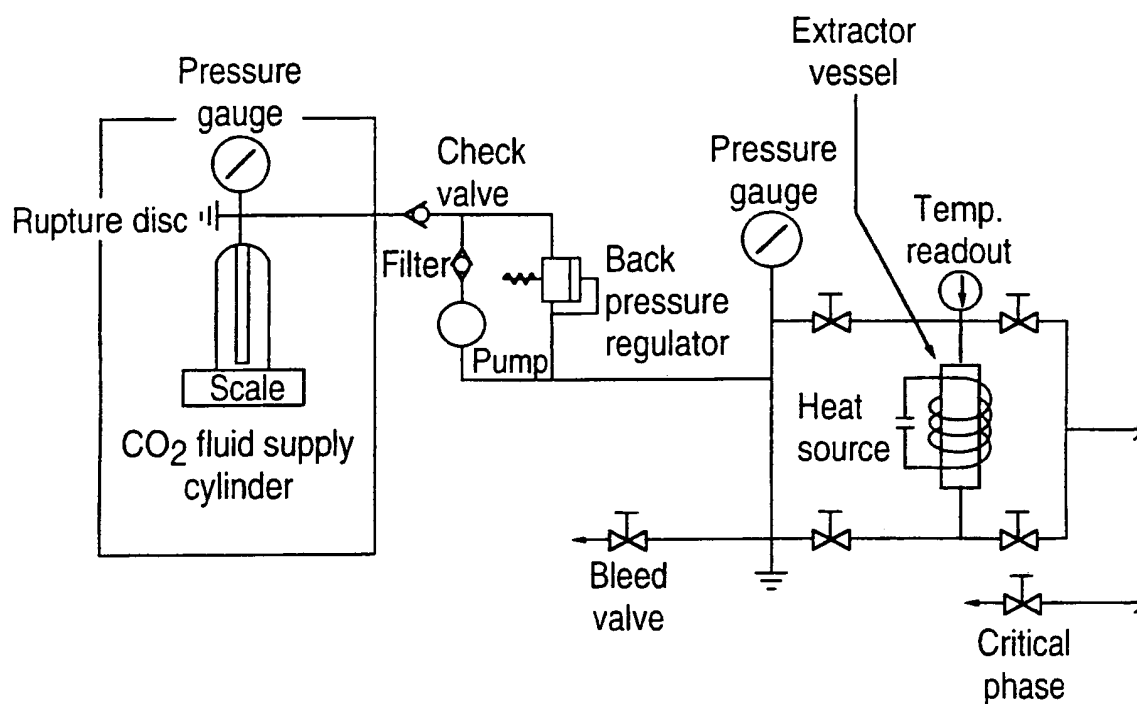 Pressure
gauge
Rupture disc
Check
valve
Filter
Pump
Back
pressure
regulator
Scale
CO2 fluid supply
cylinder
Extractor
vessel
Pressure
gauge
Temp.
readout
Heat
source
Bleed
valve
Critical
phase